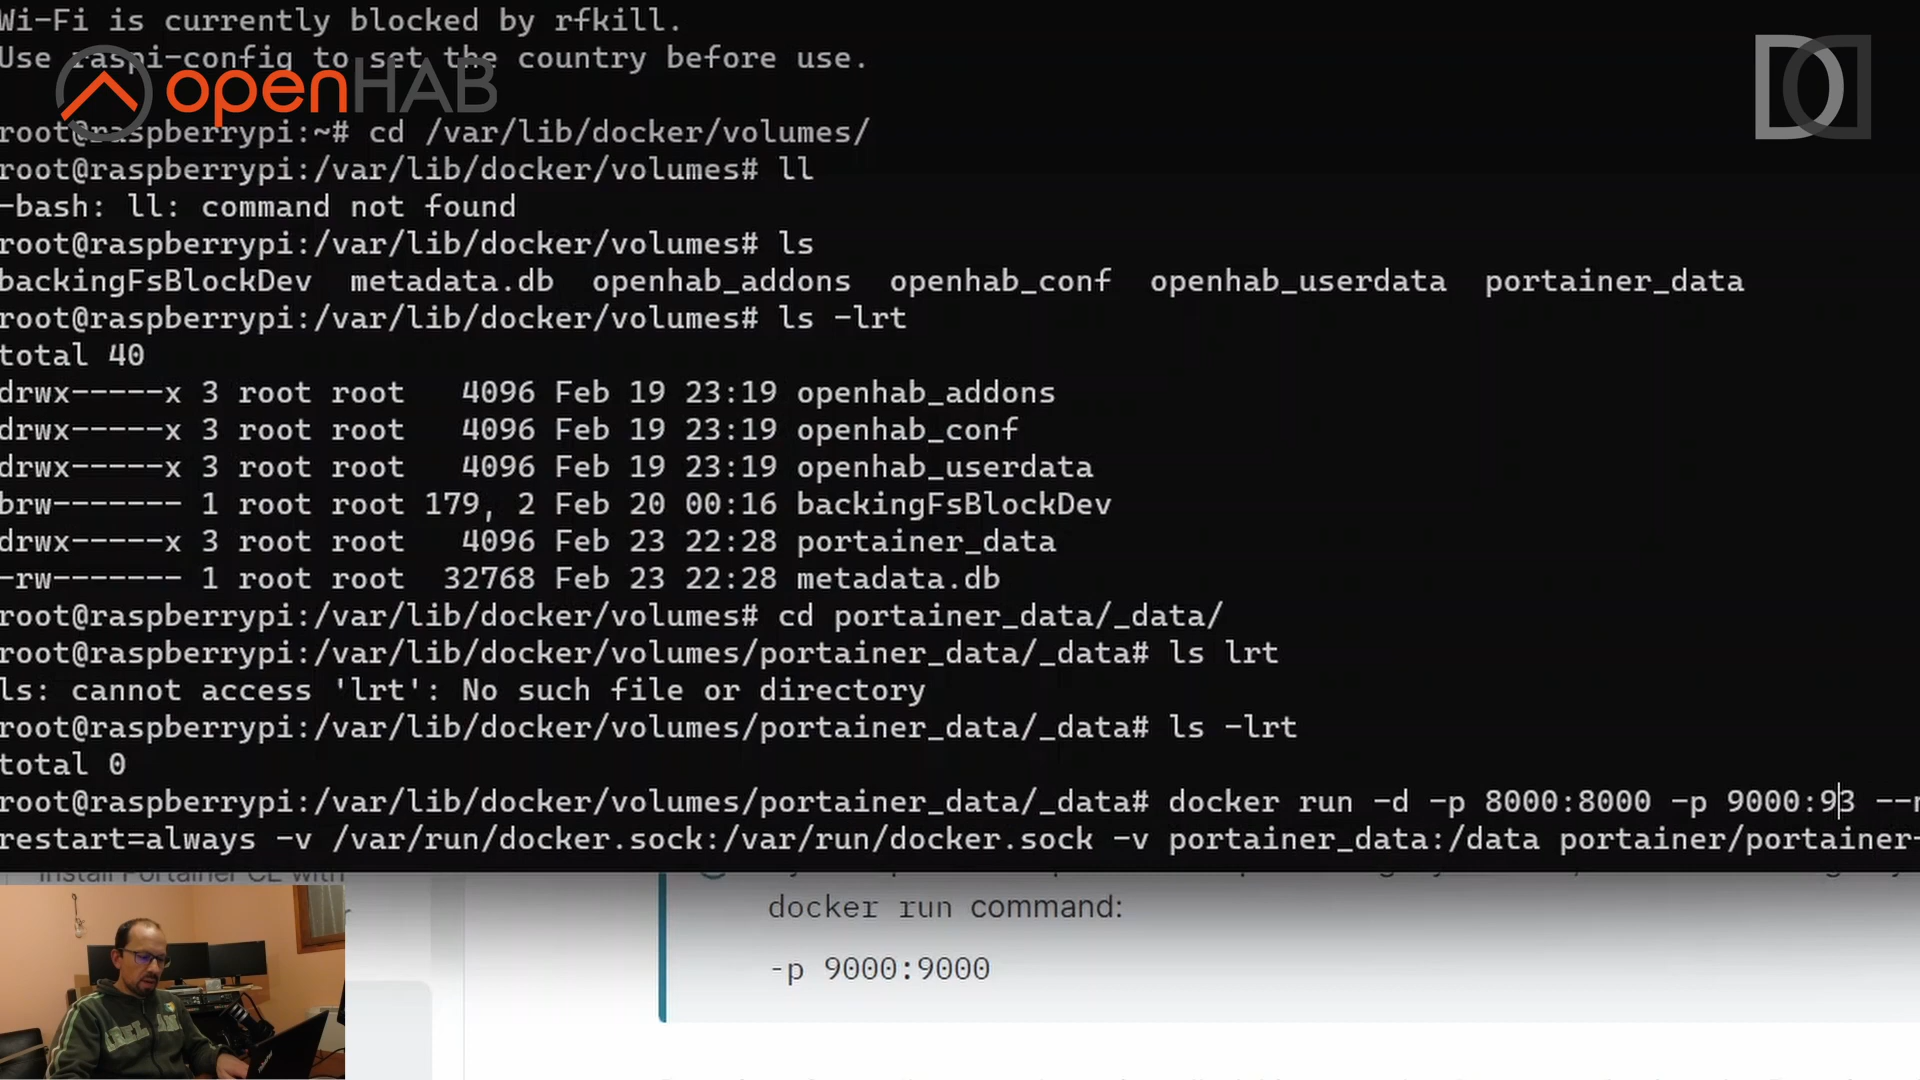 Wi-Fi is currently blocked by rfkill.
Use raspi-config to set the country before use.
openHAB
root@raspberrypi:~# cd /var/lib/docker/volumes/
root@raspberrypi:/var/lib/docker/volumes# ll
-bash: ll: command not found
root@raspberrypi:/var/lib/docker/volumes# ls
backingFsBlockDev metadata.db openhab_addons openhab_conf openhab_userdata portainer_data
root@raspberrypi:/var/lib/docker/volumes# ls -lrt
total 40
drwx-----x 3 root root 4096 Feb 19 23:19 openhab_addons
drwx-----x 3 root root 4096 Feb 19 23:19 openhab_conf
drwx-----x 3 root root 4096 Feb 19 23:19 openhab_userdata
brw------- 1 root root 179, 2 Feb 20 00:16 backingFsBlockDev
drwx-----x 3 root root 4096 Feb 23 22:28 portainer_data
-rw------- 1 root root 32768 Feb 23 22:28 metadata.db
root@raspberrypi:/var/lib/docker/volumes# cd portainer_data/_data/
root@raspberrypi:/var/lib/docker/volumes/portainer_data/_data# ls lrt
ls: cannot access 'lrt': No such file or directory
root@raspberrypi:/var/lib/docker/volumes/portainer_data/_data# ls -lrt
total 0
root@raspberrypi:/var/lib/docker/volumes/portainer_data/_data# docker run -d -p 8000:8000 -p 9000:93 --
restart=always -v /var/run/docker.sock:/var/run/docker.sock -v portainer_data:/data portainer/portainer-
Install Portainer CE with
docker run command:
-p 9000:9000